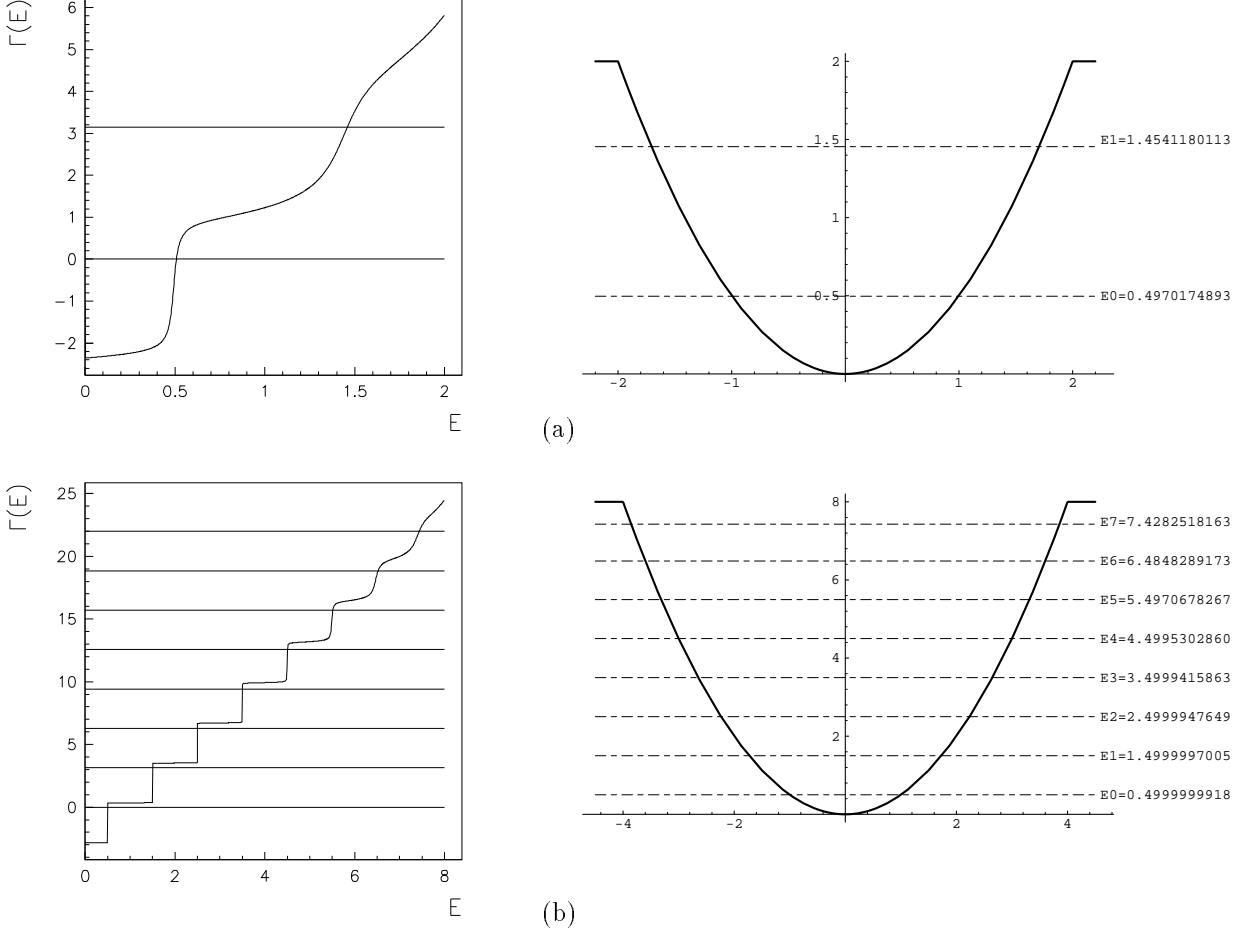 Γ(E)
6
5
4
3
2
1
0
−1
−2
0 0.5 1 1.5 2
E
2
1.5
1
0.5
-2 -1 1 2
E1=1.4541180113
E0=0.4970174893
(a)
Γ(E)
25
20
15
10
5
0
0 2 4 6 8
E
8
6
4
2
-4 -2 2 4
E7=7.4282518163
E6=6.4848289173
E5=5.4970678267
E4=4.4995302860
E3=3.4999415863
E2=2.4999947649
E1=1.4999997005
E0=0.4999999918
(b)